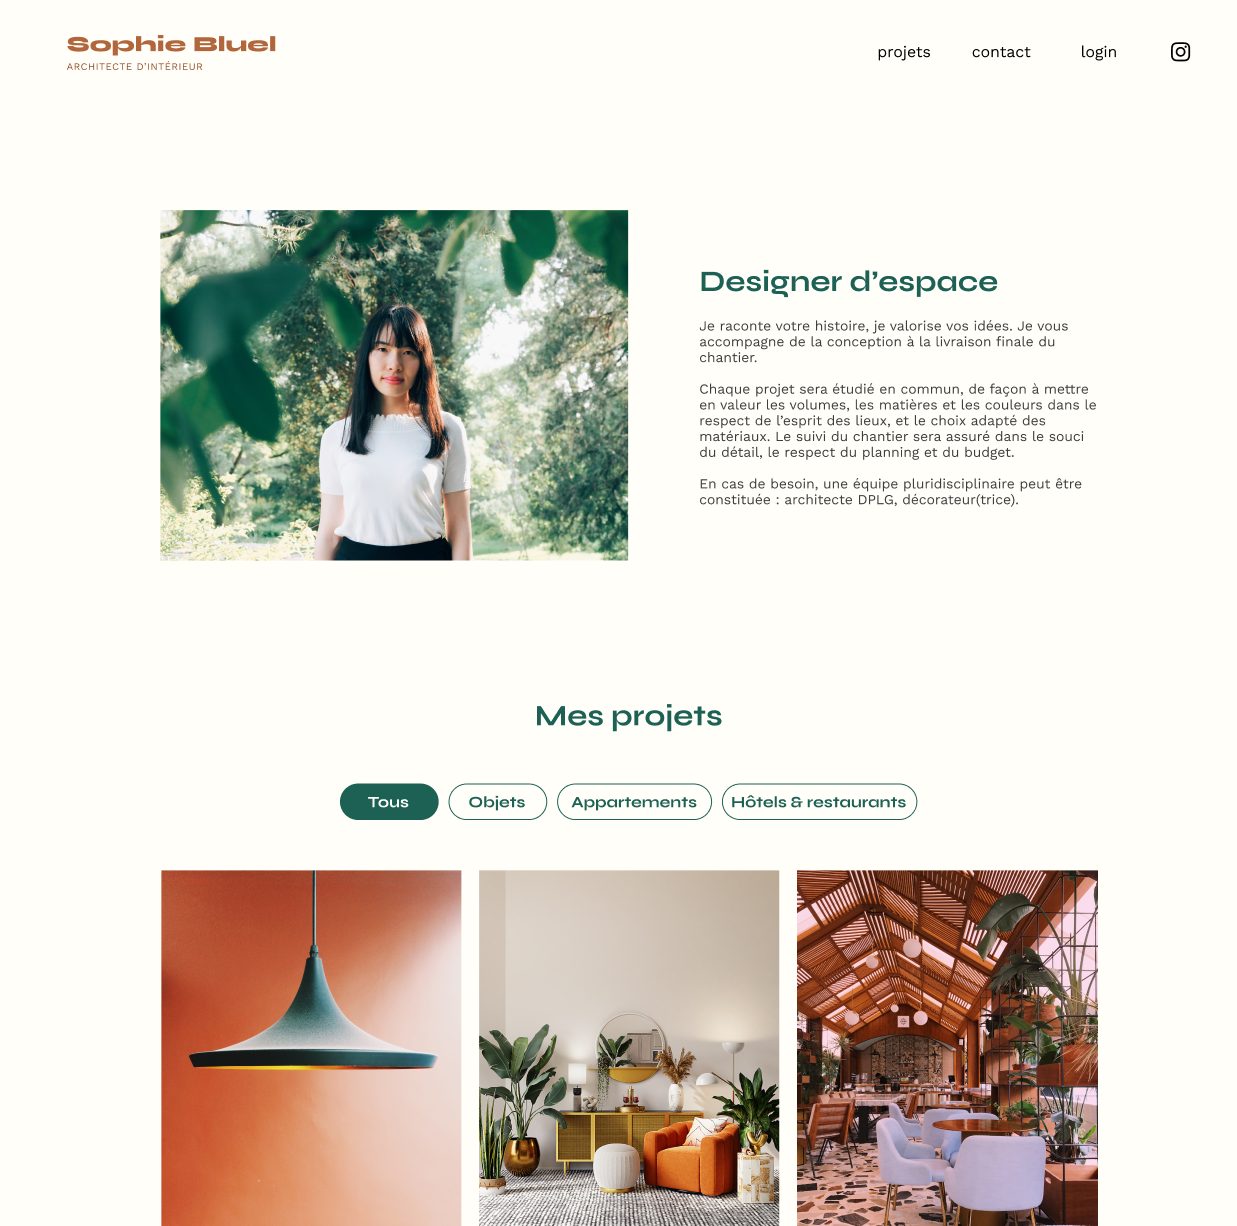 Sophie Bluel
ARCHITECTE D'INTÉRIEUR
projets
contact
login
Designer d’espace
Je raconte votre histoire, je valorise vos idées. Je vous
accompagne de la conception à la livraison finale du
chantier.
Chaque projet sera étudié en commun, de façon à mettre
en valeur les volumes, les matières et les couleurs dans le
respect de l’esprit des lieux, et le choix adapté des
matériaux. Le suivi du chantier sera assuré dans le souci
du détail, le respect du planning et du budget.
En cas de besoin, une équipe pluridisciplinaire peut être
constituée : architecte DPLG, décorateur(trice).
Mes projets
Tous
Objets
Appartements
Hôtels & restaurants